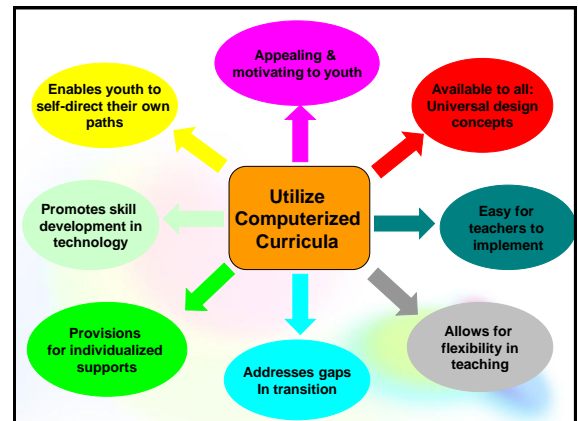 Appealing &
motivating to youth
Enables youth to
self-direct their own
paths
Available to all:
Universal design
concepts
Utilize
Computerized
Curricula
Promotes skill
development in
technology
Easy for
teachers to
implement
Provisions
for individualized
supports
Addresses gaps
In transition
Allows for
flexibility in
teaching